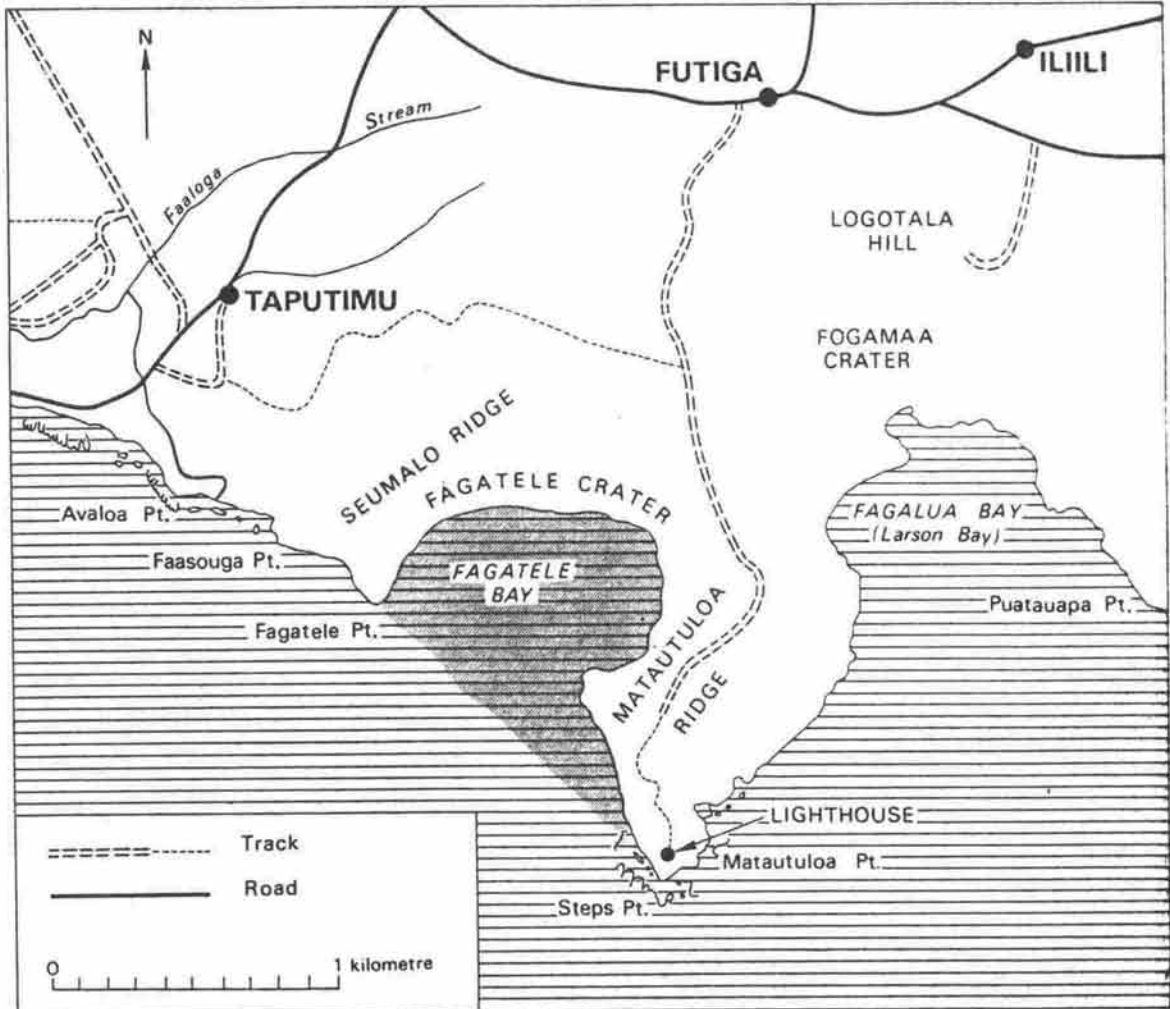 N
FUTIGA
ILIILI
Stream
Faaloga
LOGOTALA
HILL
TAPUTIMU
FOGAMAA
CRATER
SEUMALO RIDGE
FAGATELE CRATER
Avaloa Pt.
FAGALUA BAY
(Larson Bay)
Faasouga Pt.
FAGATELE
BAY
Puatauapa Pt.
Fagatele Pt.
MATAUTULOA
RIDGE
LIGHTHOUSE
Track
Matautuloa Pt.
Road
Steps Pt.
0 1 kilometre